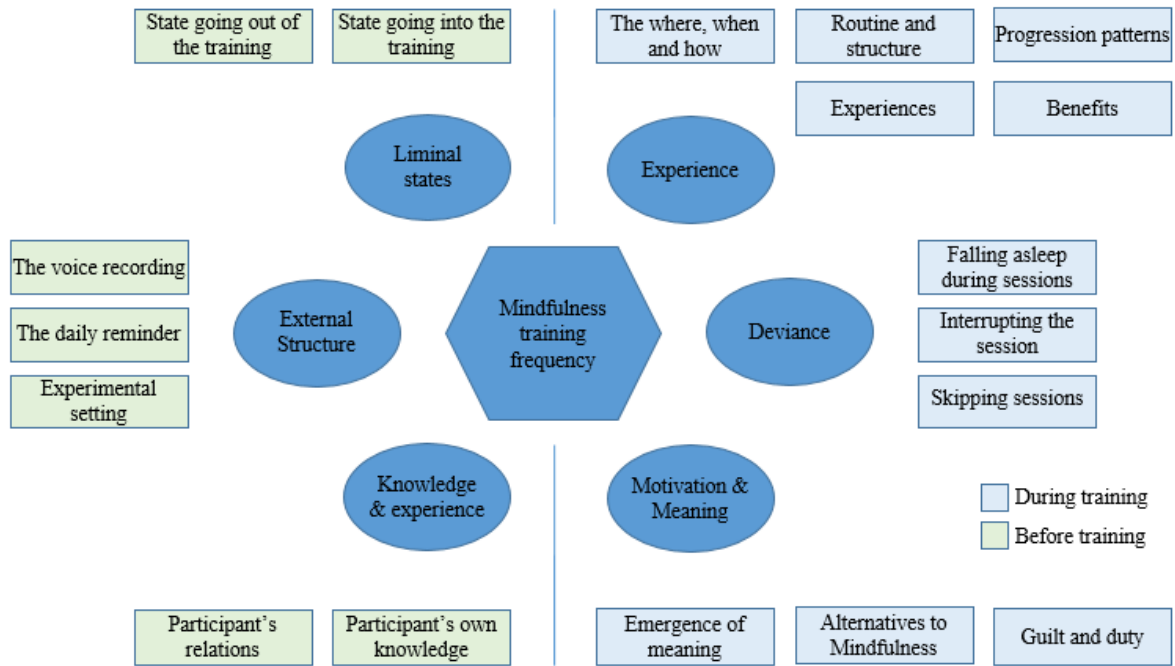 State going out of
the training
State going into the
training
The where, when
and how
Routine and
structure
Progression patterns
Experiences
Benefits
Liminal
states
Experience
The voice recording
The daily reminder
Experimental
setting
External
Structure
Mindfulness
training
frequency
Deviance
Falling asleep
during sessions
Interrupting the
session
Skipping sessions
Knowledge
& experience
Motivation &
Meaning
During training
Before training
Participant’s
relations
Participant’s own
knowledge
Emergence of
meaning
Alternatives to
Mindfulness
Guilt and duty